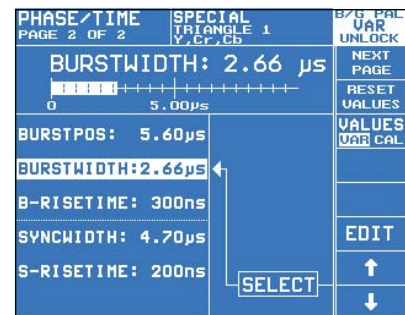 PHASE/TIME
PAGE 2 OF 2
SPECIAL
TRIANGLE 1
Y,Cr,Cb
B/G PAL
VAR
UNLOCK
BURSTWIDTH: 2.66 µs
0 5.00µs
NEXT
PAGE
RESET
VALUES
VALUES
VAR CAL
BURSTPOS: 5.60µs
BURSTWIDTH:2.66µs
B-RISETIME: 300ns
SYNCWIDTH: 4.70µs
S-RISETIME: 200ns
SELECT
EDIT